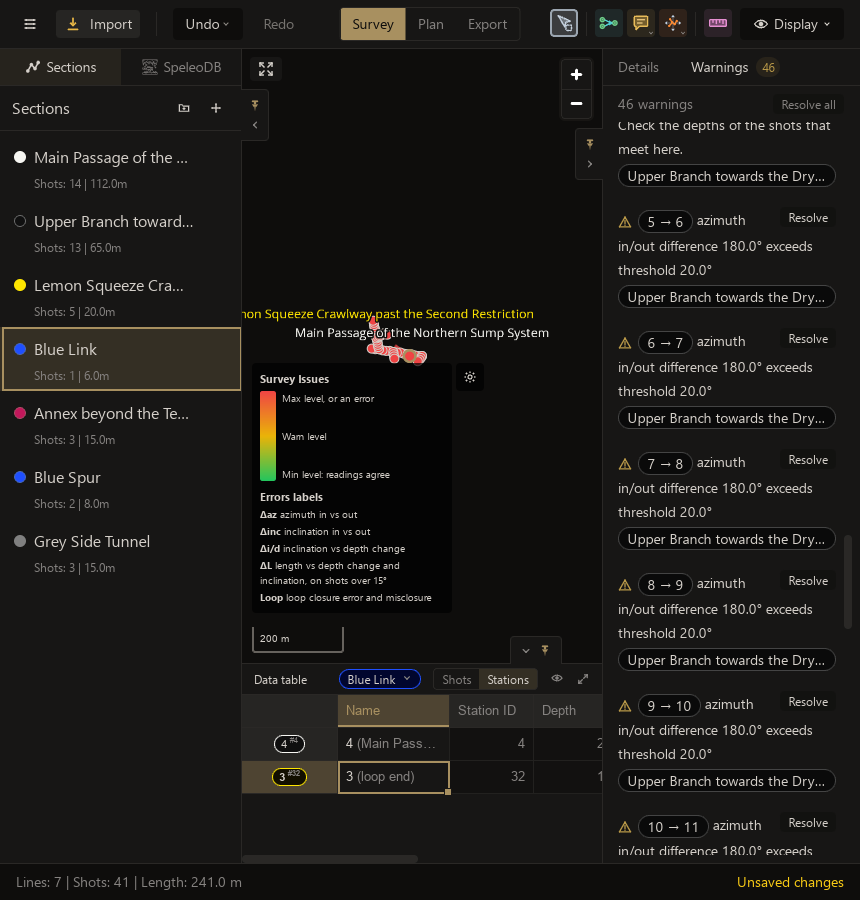 Import
Undo
Redo
Survey
Plan
Export
Display
Sections
SpeleoDB
Details
Warnings
46
Sections
46 warnings
Resolve all
Main Passage of the ...
Shots: 14 | 112.0m
Upper Branch toward...
Shots: 13 | 65.0m
Lemon Squeeze Cra...
Shots: 5 | 20.0m
Blue Link
Shots: 1 | 6.0m
Annex beyond the Te...
Shots: 3 | 15.0m
Blue Spur
Shots: 2 | 8.0m
Grey Side Tunnel
Shots: 3 | 15.0m
mon Squeeze Crawlway past the Second Restriction
Main Passage of the Northern Sump System
Survey Issues
Max level, or an error
Warn level
Min level: readings agree
Errors labels
Δaz azimuth in vs out
Δinc inclination in vs out
Δi/d inclination vs depth change
ΔL length vs depth change and
inclination, on shots over 15°
Loop loop closure error and misclosure
200 m
Data table
Blue Link
Shots
Stations
Name
Station ID
Depth
4 #4
4 (Main Pass...
4
2
3 #32
3 (loop end)
32
1
Check the depths of the shots that
meet here.
Upper Branch towards the Dry...
5 → 6 azimuth
Resolve
in/out difference 180.0° exceeds
threshold 20.0°
Upper Branch towards the Dry...
6 → 7 azimuth
Resolve
in/out difference 180.0° exceeds
threshold 20.0°
Upper Branch towards the Dry...
7 → 8 azimuth
Resolve
in/out difference 180.0° exceeds
threshold 20.0°
Upper Branch towards the Dry...
8 → 9 azimuth
Resolve
in/out difference 180.0° exceeds
threshold 20.0°
Upper Branch towards the Dry...
9 → 10 azimuth
Resolve
in/out difference 180.0° exceeds
threshold 20.0°
Upper Branch towards the Dry...
10 → 11 azimuth
Resolve
in/out difference 180.0° exceeds
Lines: 7 | Shots: 41 | Length: 241.0 m
Unsaved changes